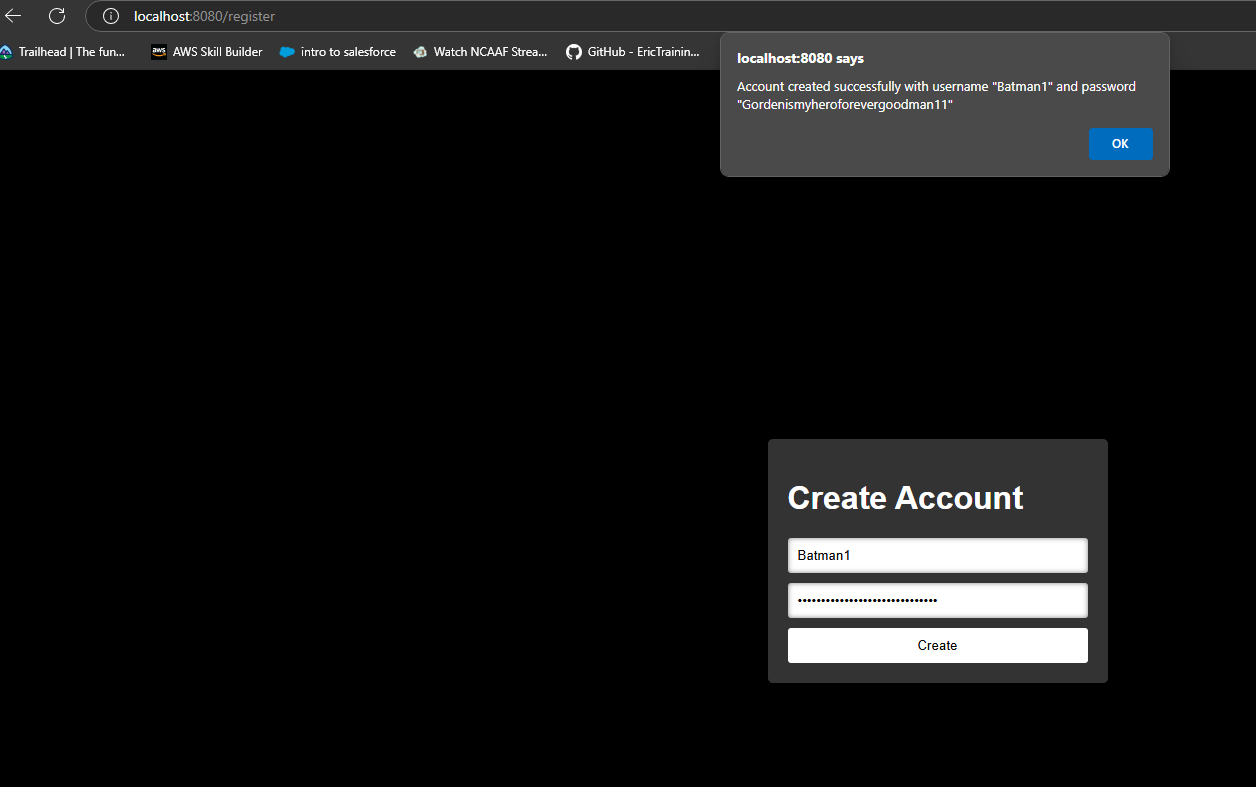 localhost:8080/register
Trailhead | The fun...
aws
AWS Skill Builder
intro to salesforce
Watch NCAAF Strea...
GitHub - EricTrainin...
localhost:8080 says
Account created successfully with username "Batman1" and password
"Gordenismyheroforevergoodman11"
OK
Create Account
Batman1
••••••••••••••••••••••••••••••
Create